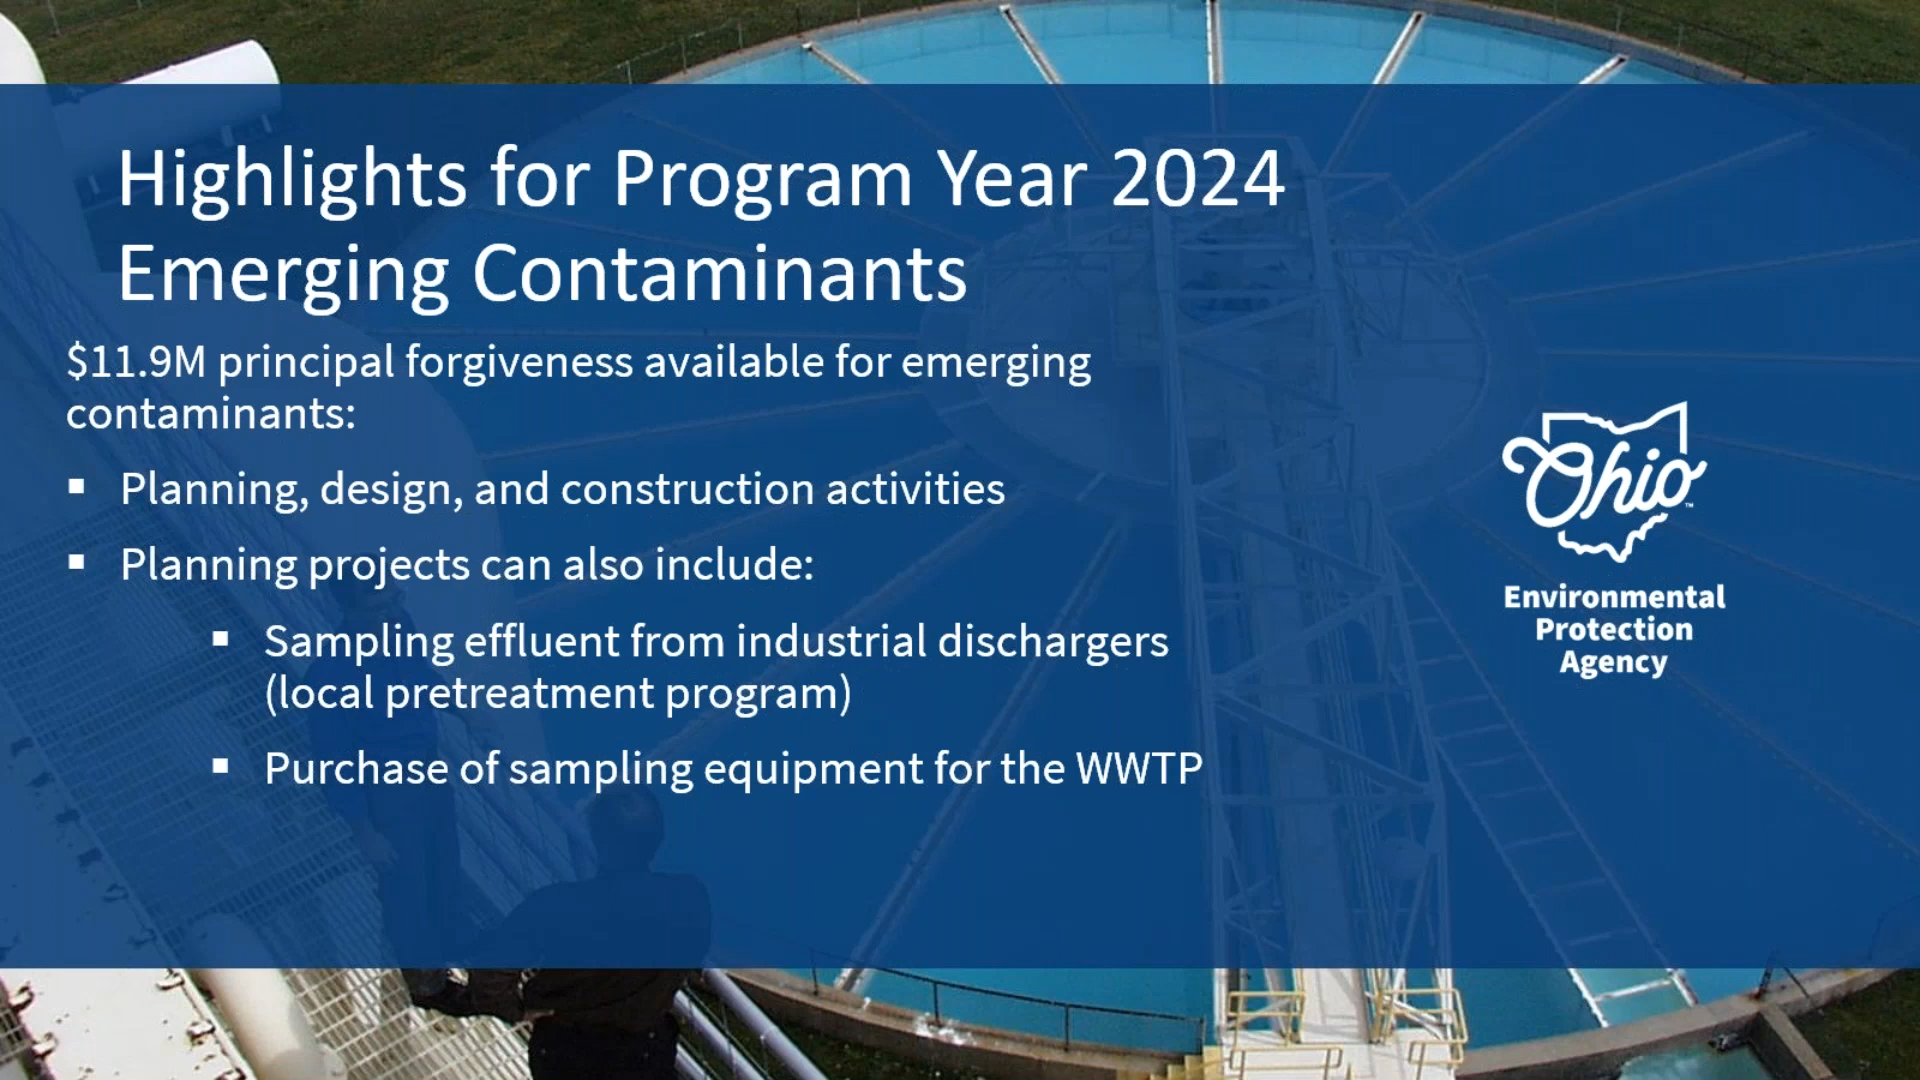 Highlights for Program Year 2024
Emerging Contaminants
$11.9M principal forgiveness available for emerging
contaminants:
▪ Planning, design, and construction activities
▪ Planning projects can also include:
▪ Sampling effluent from industrial dischargers
(local pretreatment program)
▪ Purchase of sampling equipment for the WWTP
Ohio™
Environmental
Protection
Agency